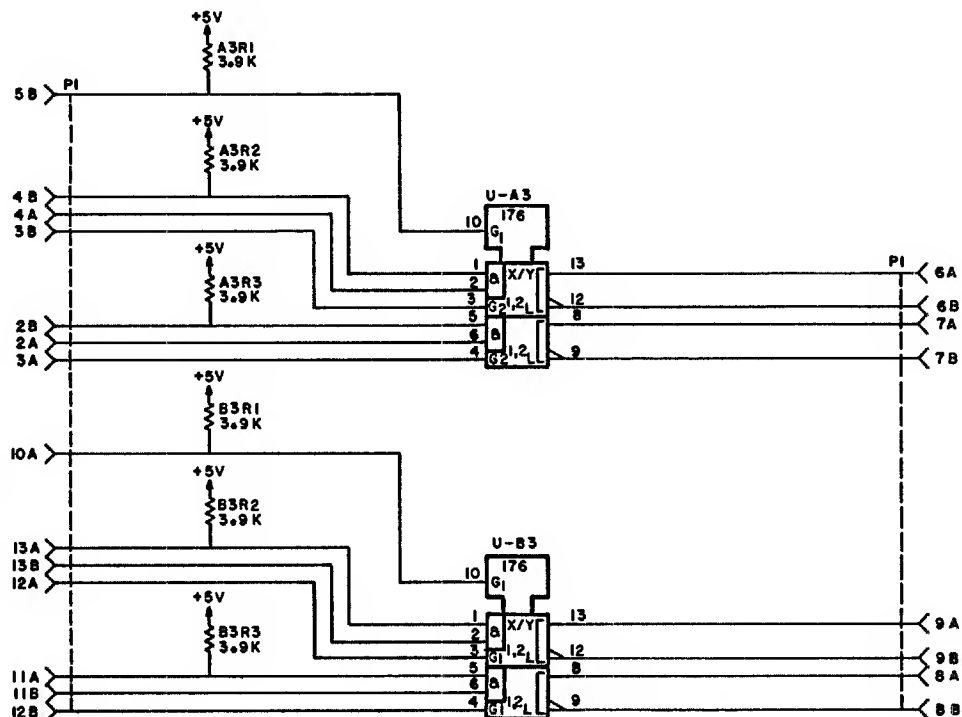 +5V
A3R1
3.9K
P1
5B
+5V
A3R2
3.9K
4B
4A
3B
+5V
A3R3
3.9K
2B
2A
3A
U-A3
176
10 G1
1
2
3
5
6
4
& X/Y
G2 1,2L
&
G2 1,2L
13
12
8
9
P1
6A
6B
7A
7B
+5V
B3R1
3.9K
10A
+5V
B3R2
3.9K
13A
13B
12A
+5V
B3R3
3.9K
11A
11B
12B
U-B3
176
10 G1
1
2
3
5
6
4
& X/Y
G1 1,2L
&
G1 1,2L
13
12
8
9
9A
9B
8A
8B